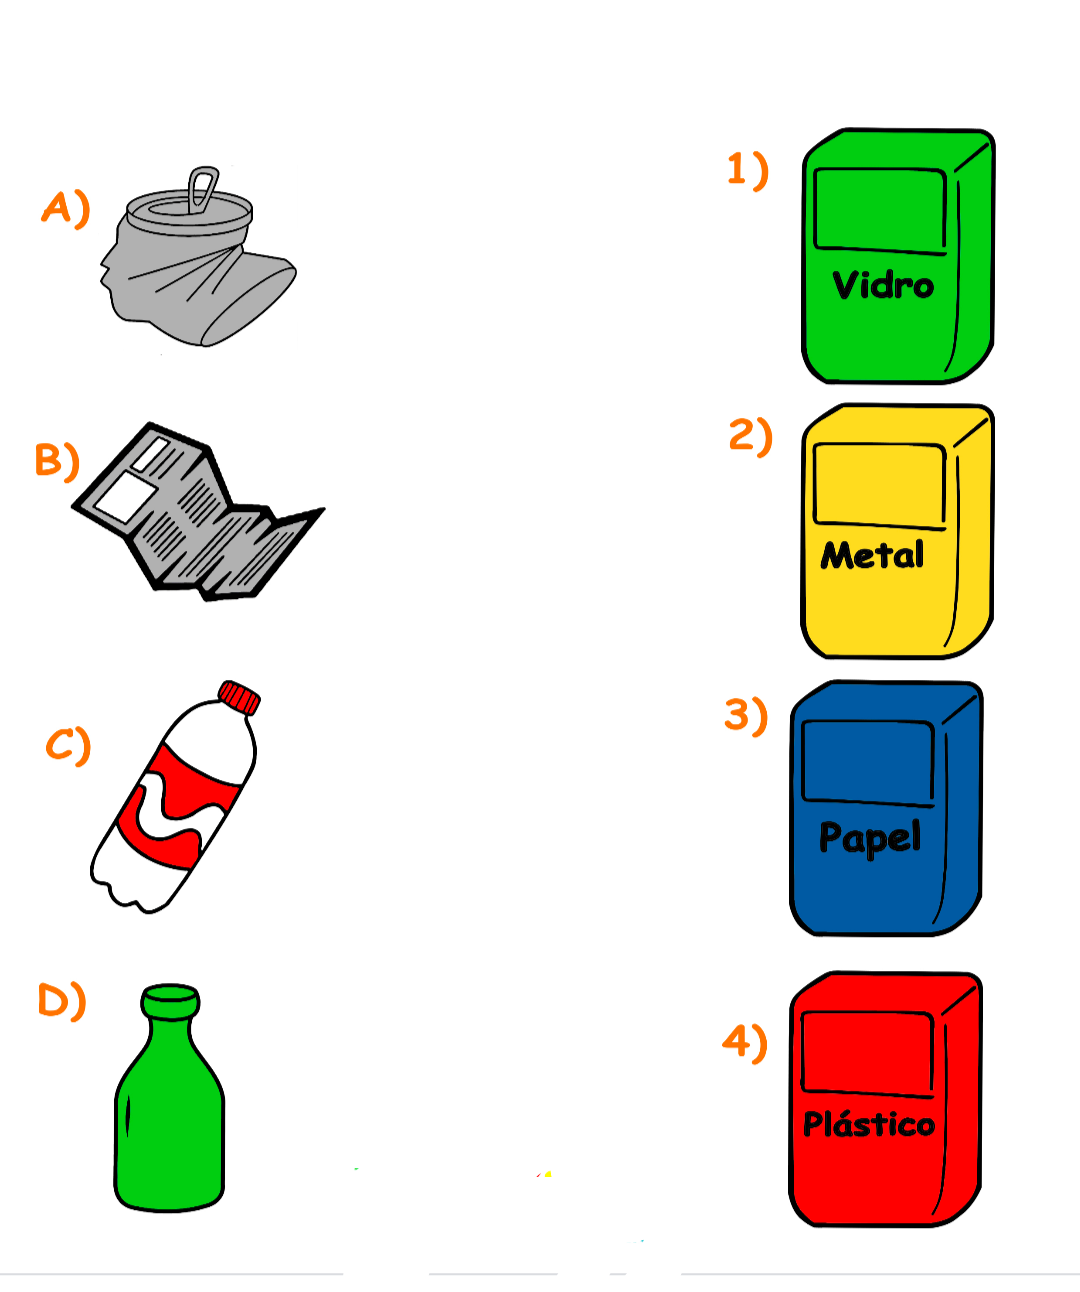 A)
1)
Vidro
B)
2)
Metal
C)
3)
Papel
D)
4)
Plástico